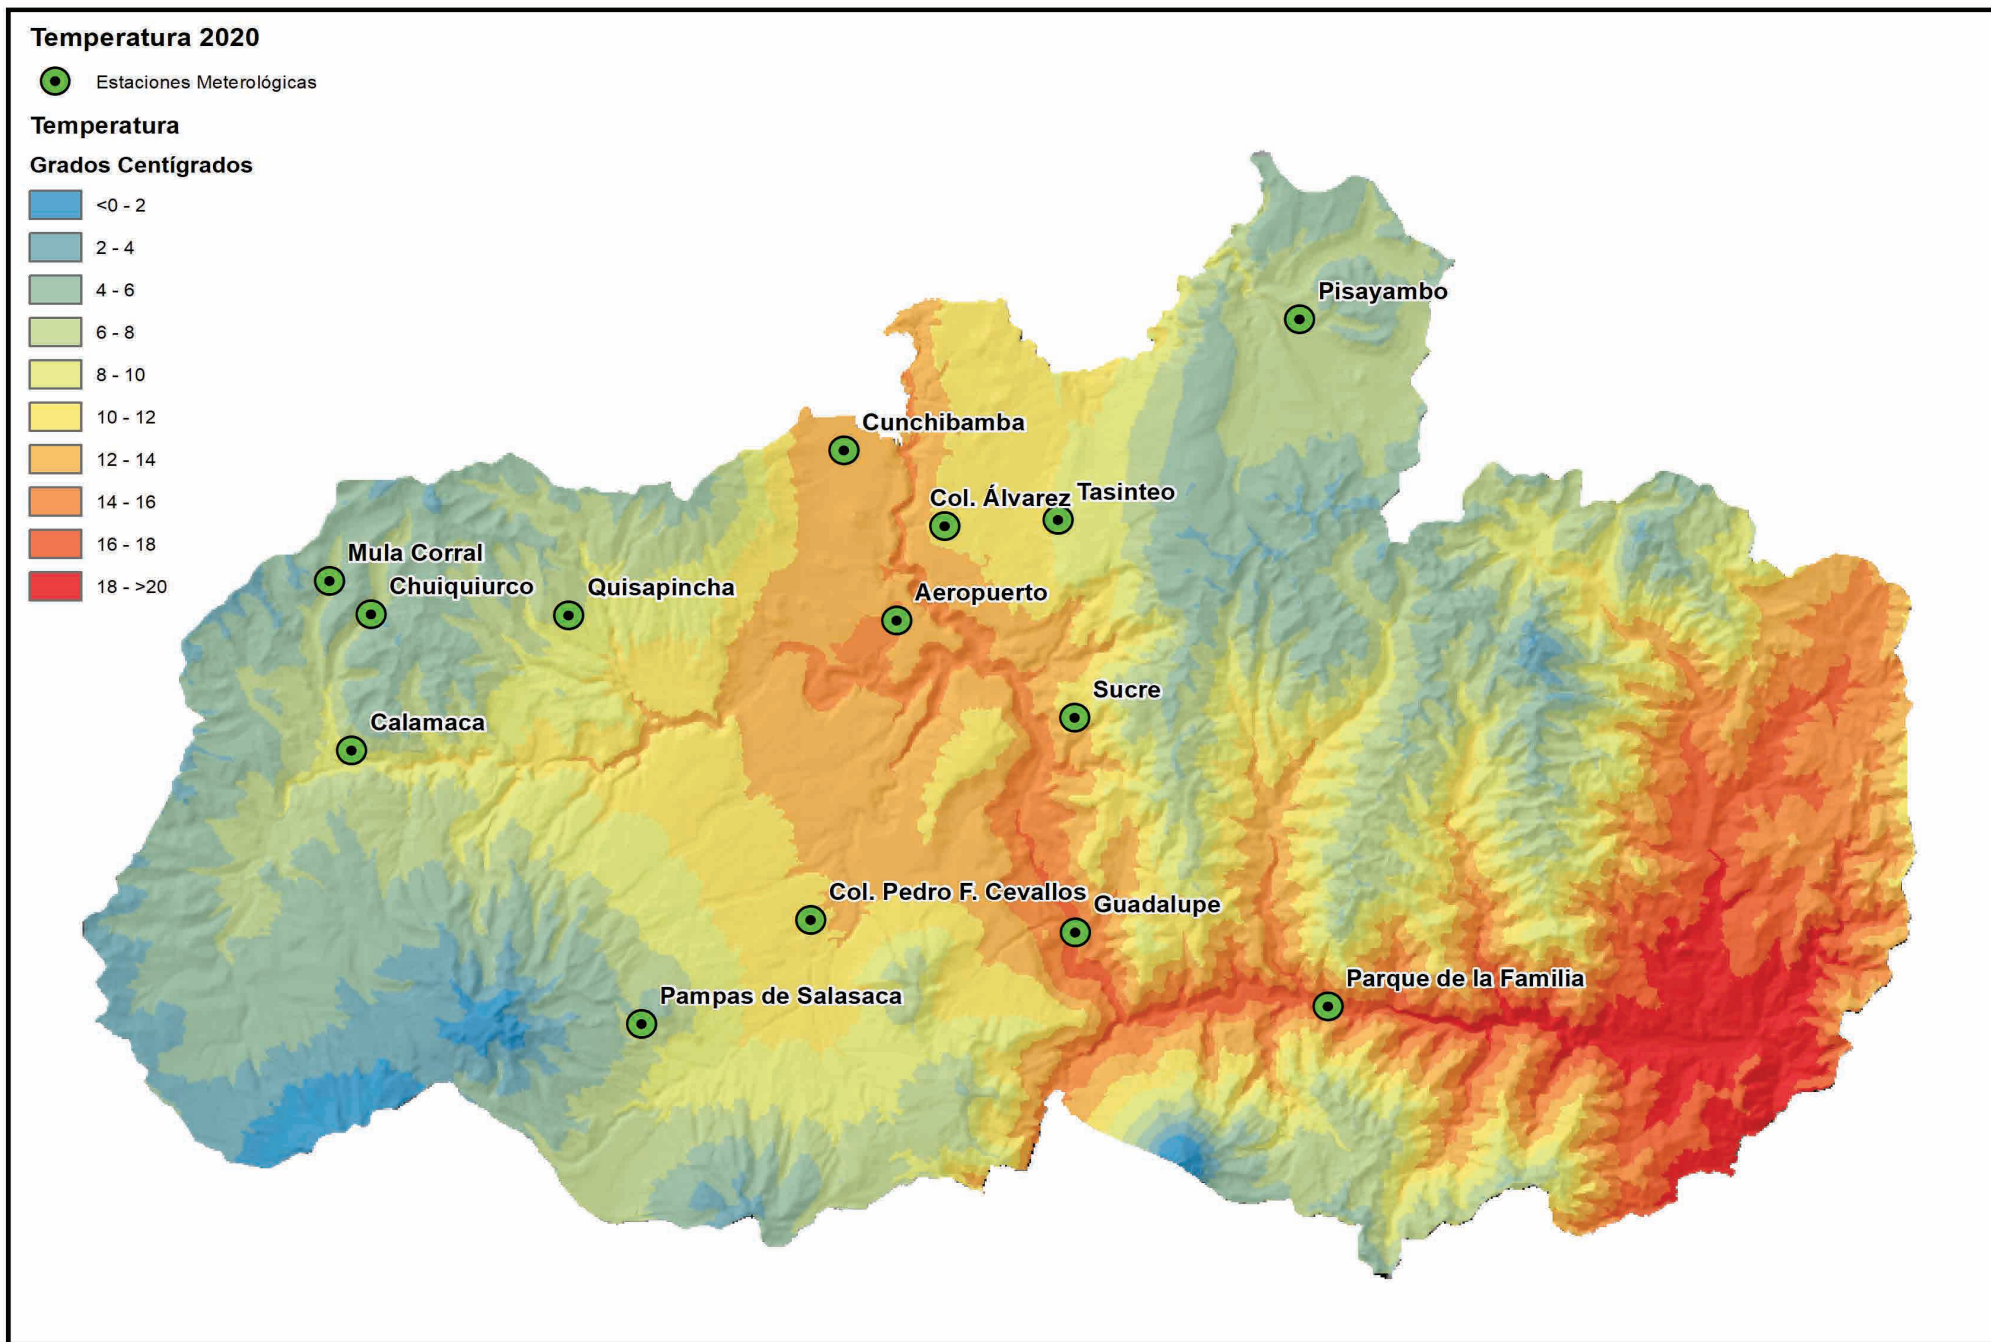 Temperatura 2020
Estaciones Meterológicas
Temperatura
Grados Centígrados
<0 - 2
2 - 4
4 - 6
6 - 8
8 - 10
10 - 12
12 - 14
14 - 16
16 - 18
18 - >20
Pisayambo
Cunchibamba
Col. Álvarez
Tasinteo
Mula Corral
Chuiquiurco
Quisapincha
Aeropuerto
Sucre
Calamaca
Col. Pedro F. Cevallos
Guadalupe
Parque de la Familia
Pampas de Salasaca